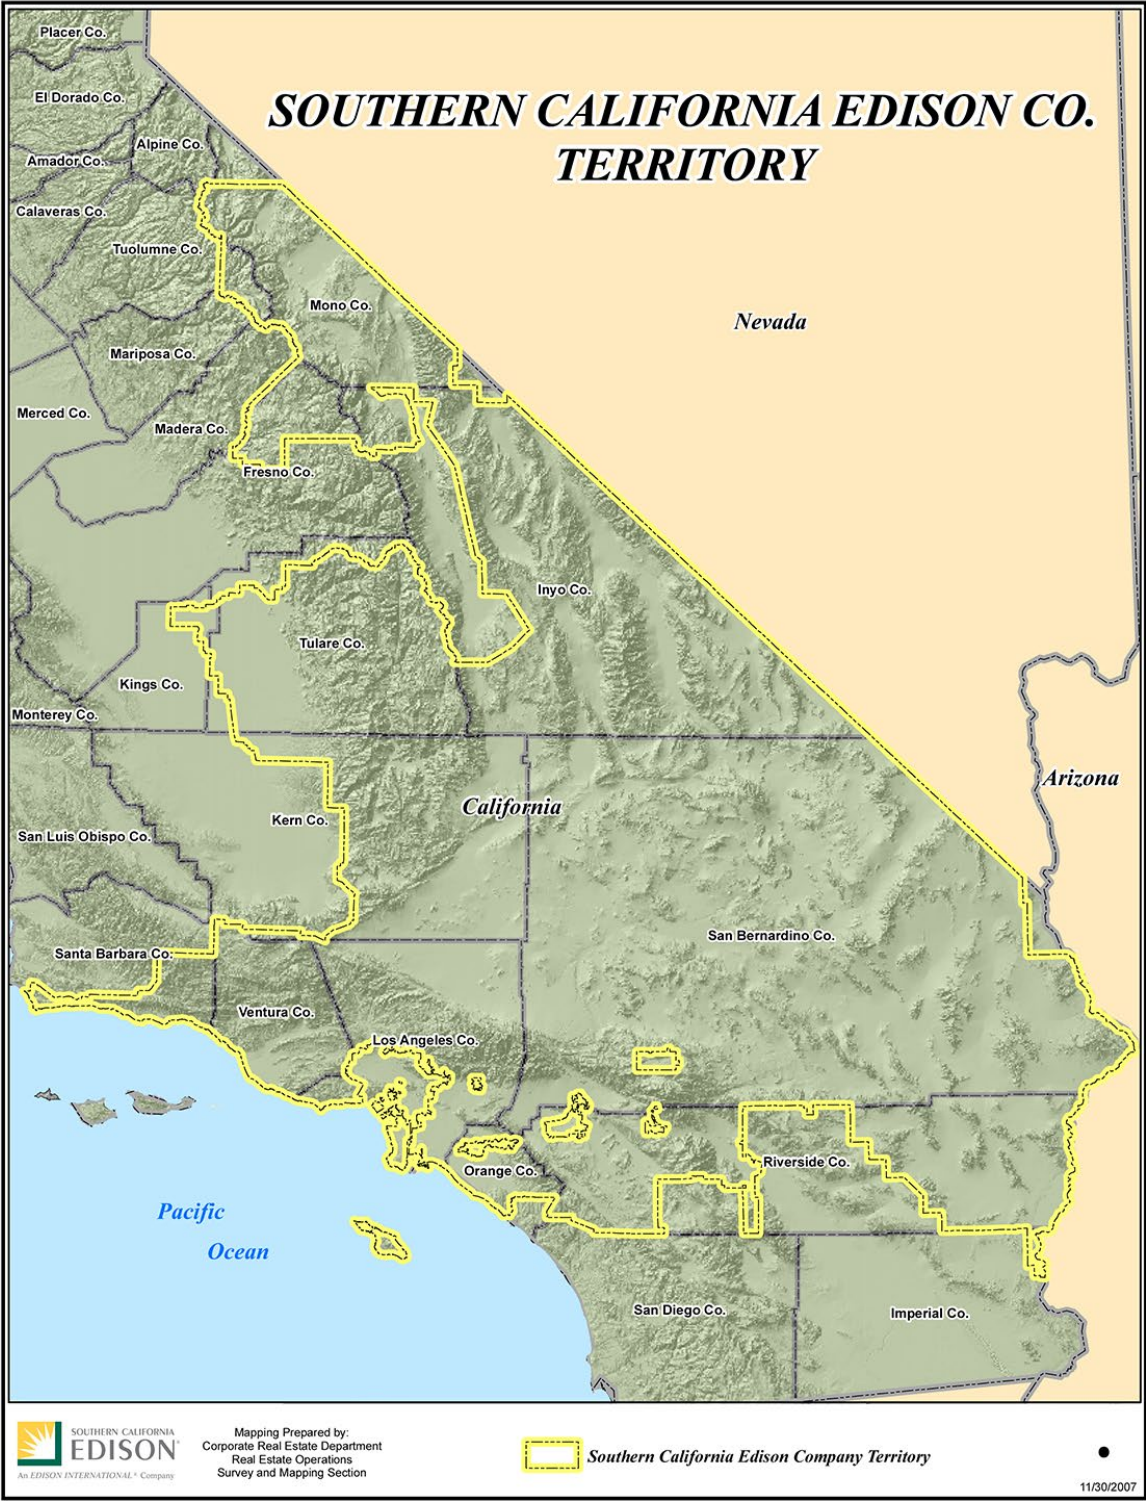 SOUTHERN CALIFORNIA EDISON CO.
TERRITORY
Placer Co.
El Dorado Co.
Alpine Co.
Amador Co.
Calaveras Co.
Tuolumne Co.
Mono Co.
Nevada
Mariposa Co.
Merced Co.
Madera Co.
Fresno Co.
Inyo Co.
Tulare Co.
Kings Co.
Monterey Co.
Arizona
California
Kern Co.
San Luis Obispo Co.
San Bernardino Co.
Santa Barbara Co.
Ventura Co.
Los Angeles Co.
Riverside Co.
Orange Co.
Pacific
Ocean
San Diego Co.
Imperial Co.
SOUTHERN CALIFORNIA
EDISON®
An EDISON INTERNATIONAL® Company
Mapping Prepared by:
Corporate Real Estate Department
Real Estate Operations
Survey and Mapping Section
Southern California Edison Company Territory
11/30/2007